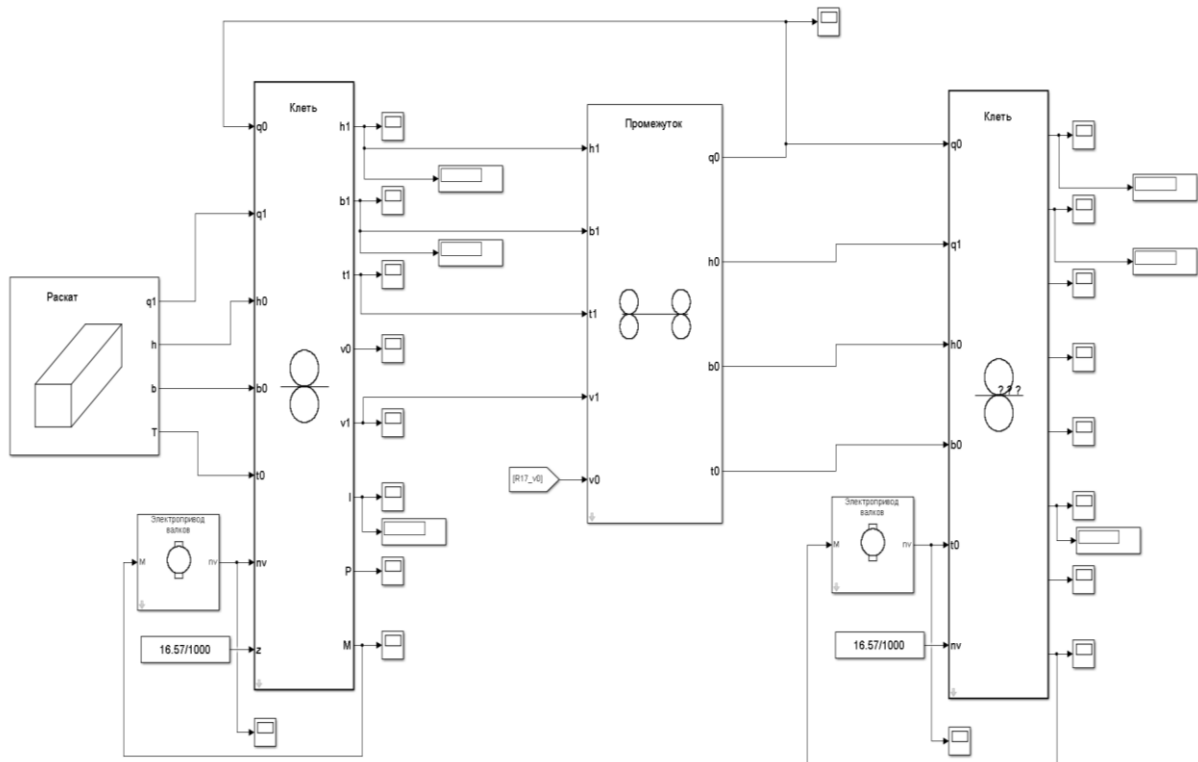 Раскат
q1
h
b
T
Клеть
q0
q1
h0
b0
t0
nv
z
h1
b1
t1
v0
v1
I
P
M
Электропривод
валков
M
nv
16.57/1000
Промежуток
h1
b1
t1
v1
v0
q0
h0
b0
t0
[R17_v0]
Клеть
q0
q1
h0
b0
t0
nv
???
Электропривод
валков
M
nv
16.57/1000